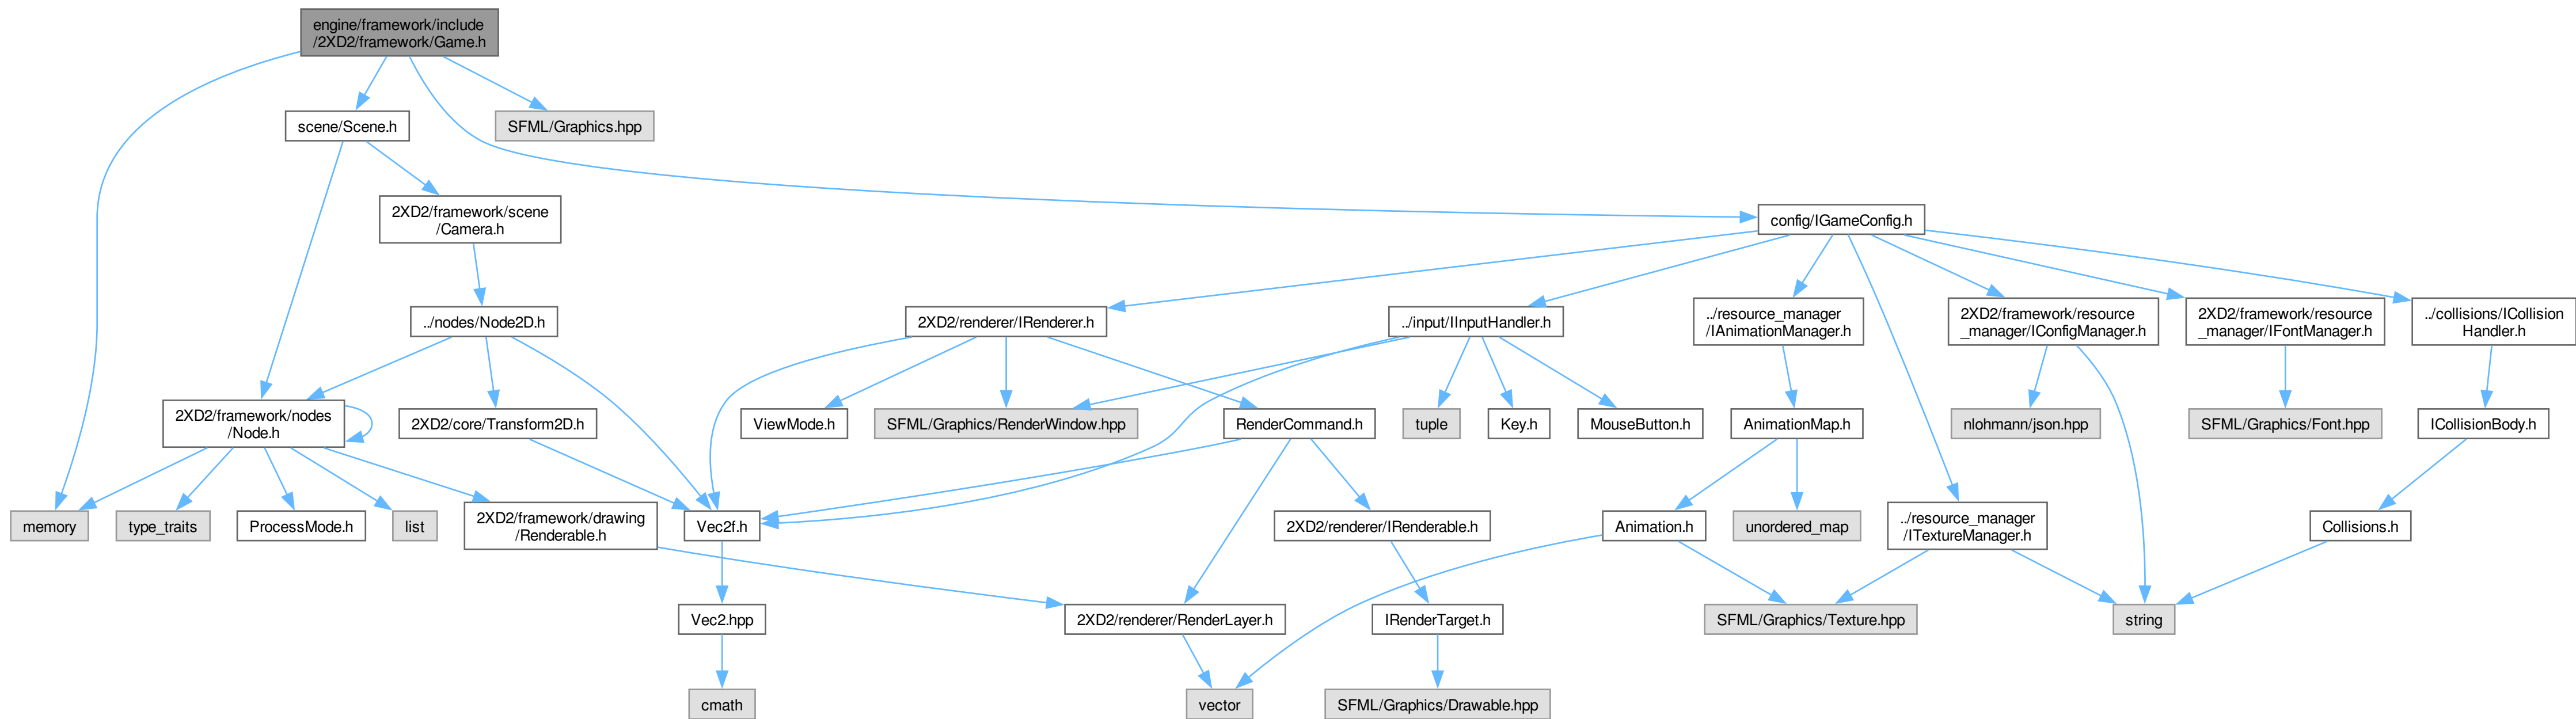 engine/framework/include
/2XD2/framework/Game.h
scene/Scene.h
SFML/Graphics.hpp
2XD2/framework/scene
/Camera.h
config/IGameConfig.h
../nodes/Node2D.h
2XD2/renderer/IRenderer.h
../input/IInputHandler.h
../resource_manager
/IAnimationManager.h
2XD2/framework/resource
_manager/IConfigManager.h
2XD2/framework/resource
_manager/IFontManager.h
../collisions/ICollision
Handler.h
2XD2/framework/nodes
/Node.h
2XD2/core/Transform2D.h
ViewMode.h
SFML/Graphics/RenderWindow.hpp
RenderCommand.h
tuple
Key.h
MouseButton.h
AnimationMap.h
nlohmann/json.hpp
SFML/Graphics/Font.hpp
ICollisionBody.h
memory
type_traits
ProcessMode.h
list
2XD2/framework/drawing
/Renderable.h
Vec2f.h
2XD2/renderer/IRenderable.h
Animation.h
unordered_map
../resource_manager
/ITextureManager.h
Collisions.h
Vec2.hpp
2XD2/renderer/RenderLayer.h
IRenderTarget.h
SFML/Graphics/Texture.hpp
string
cmath
vector
SFML/Graphics/Drawable.hpp